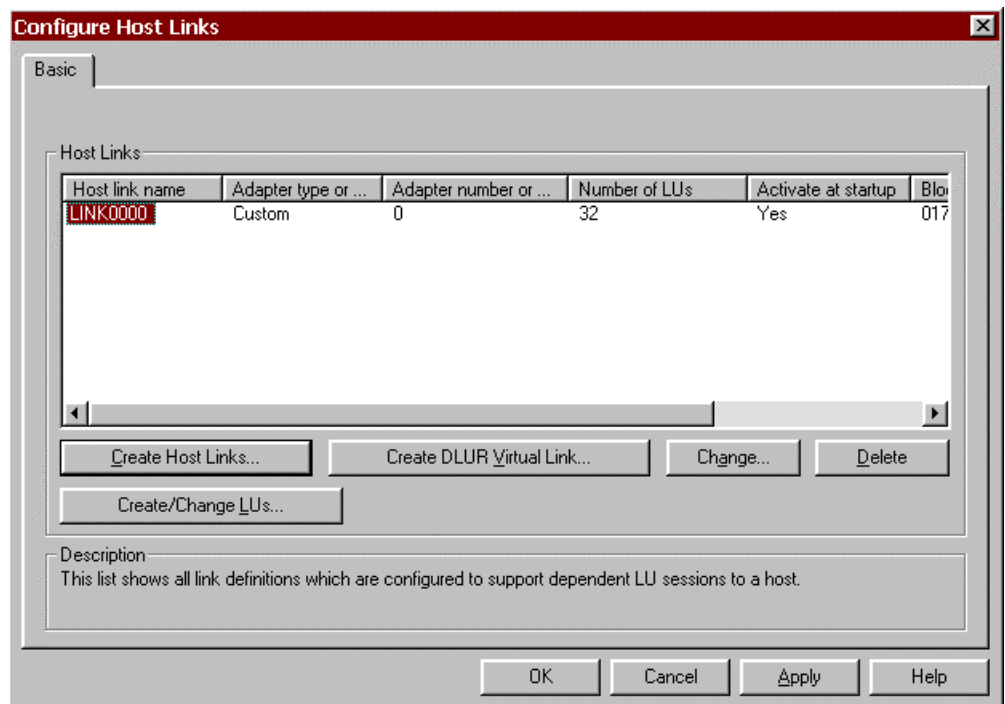 Configure Host Links
Basic
Host Links
Host link name Adapter type or ... Adapter number or ... Number of LUs Activate at startup Bloc
LINK0000 Custom 0 32 Yes 017
Create Host Links... Create DLUR Virtual Link... Change... Delete
Create/Change LUs...
Description
This list shows all link definitions which are configured to support dependent LU sessions to a host.
OK Cancel Apply Help